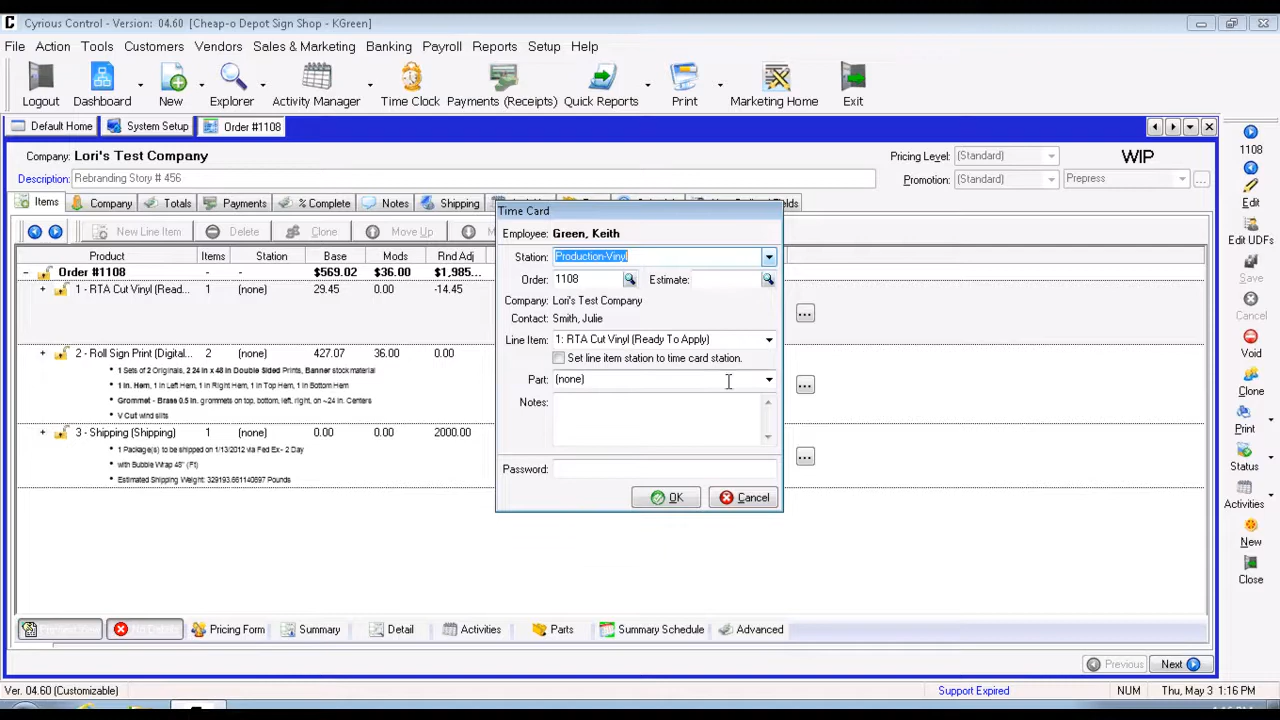 Cyrious Control - Version: 04.60 [Cheap-o Depot Sign Shop - KGreen]
File Action Tools Customers Vendors Sales & Marketing Banking Payroll Reports Setup Help
Logout Dashboard New Explorer Activity Manager Time Clock Payments (Receipts) Quick Reports Print Marketing Home Exit
Default Home System Setup Order #1108
Company: Lori's Test Company Pricing Level: (Standard) WIP
Description: Rebranding Story # 456 Promotion: (Standard) Prepress ...
Items Company Totals Payments % Complete Notes Shipping
New Line Item Delete Clone Move Up
Product Items Station Base Mods Rnd Adj
Order #1108 - - $569.02 $36.00 $1,985...
1 - RTA Cut Vinyl (Read... 1 (none) 29.45 0.00 -14.45
2 - Roll Sign Print (Digital... 2 (none) 427.07 36.00 0.00
1 Sets of 2 Originals, 2 24 in x 48 in Double Sided Prints, Banner stock material
1 in. Hem, 1 in Left Hem, 1 in Right Hem, 1 in Top Hem, 1 in Bottom Hem
Grommet - Brass 0.5 in. grommets on top, bottom, left, right, on ~24 in. Centers
V Cut wind slits
3 - Shipping (Shipping) 1 (none) 0.00 0.00 2000.00
1 Package(s) to be shipped on 1/13/2012 via Fed Ex - 2 Day
with Bubble Wrap 48" (Ft)
Estimated Shipping Weight: 329193.661140697 Pounds
Time Card
Employee: Green, Keith
Station: Production-Vinyl
Order: 1108 Estimate:
Company: Lori's Test Company
Contact: Smith, Julie
Line Item: 1: RTA Cut Vinyl (Ready To Apply)
Set line item station to time card station.
Part: (none)
Notes:
Password:
OK Cancel
...
...
...
1108
Edit
Edit UDFs
Save
Cancel
Void
Clone
Print
Status
Activities
New
Close
Pricing Form Summary Detail Activities Parts Summary Schedule Advanced
Previous Next
Ver. 04.60 (Customizable) Support Expired NUM Thu, May 3 1:16 PM